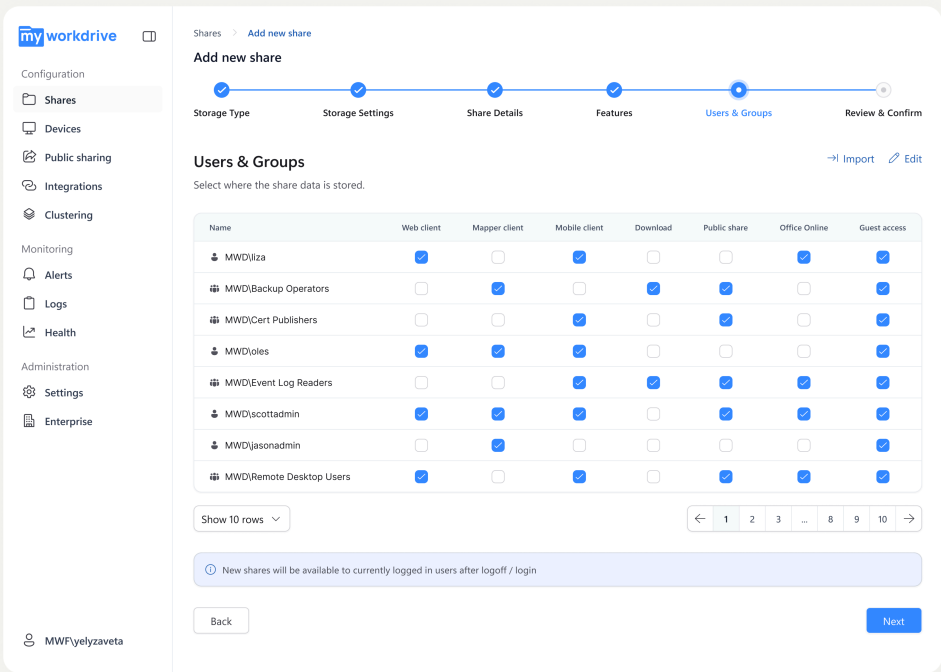 myworkdrive
Configuration
Shares
Devices
Public sharing
Integrations
Clustering
Monitoring
Alerts
Logs
Health
Administration
Settings
Enterprise
MWF\yelyzaveta
Shares > Add new share
Add new share
Storage Type Storage Settings Share Details Features Users & Groups Review & Confirm
Users & Groups
Import Edit
Select where the share data is stored.
Name Web client Mapper client Mobile client Download Public share Office Online Guest access
MWD\liza
MWD\Backup Operators
MWD\Cert Publishers
MWD\oles
MWD\Event Log Readers
MWD\scottadmin
MWD\jasonadmin
MWD\Remote Desktop Users
Show 10 rows
1 2 3 ... 8 9 10
New shares will be available to currently logged in users after logoff / login
Back Next